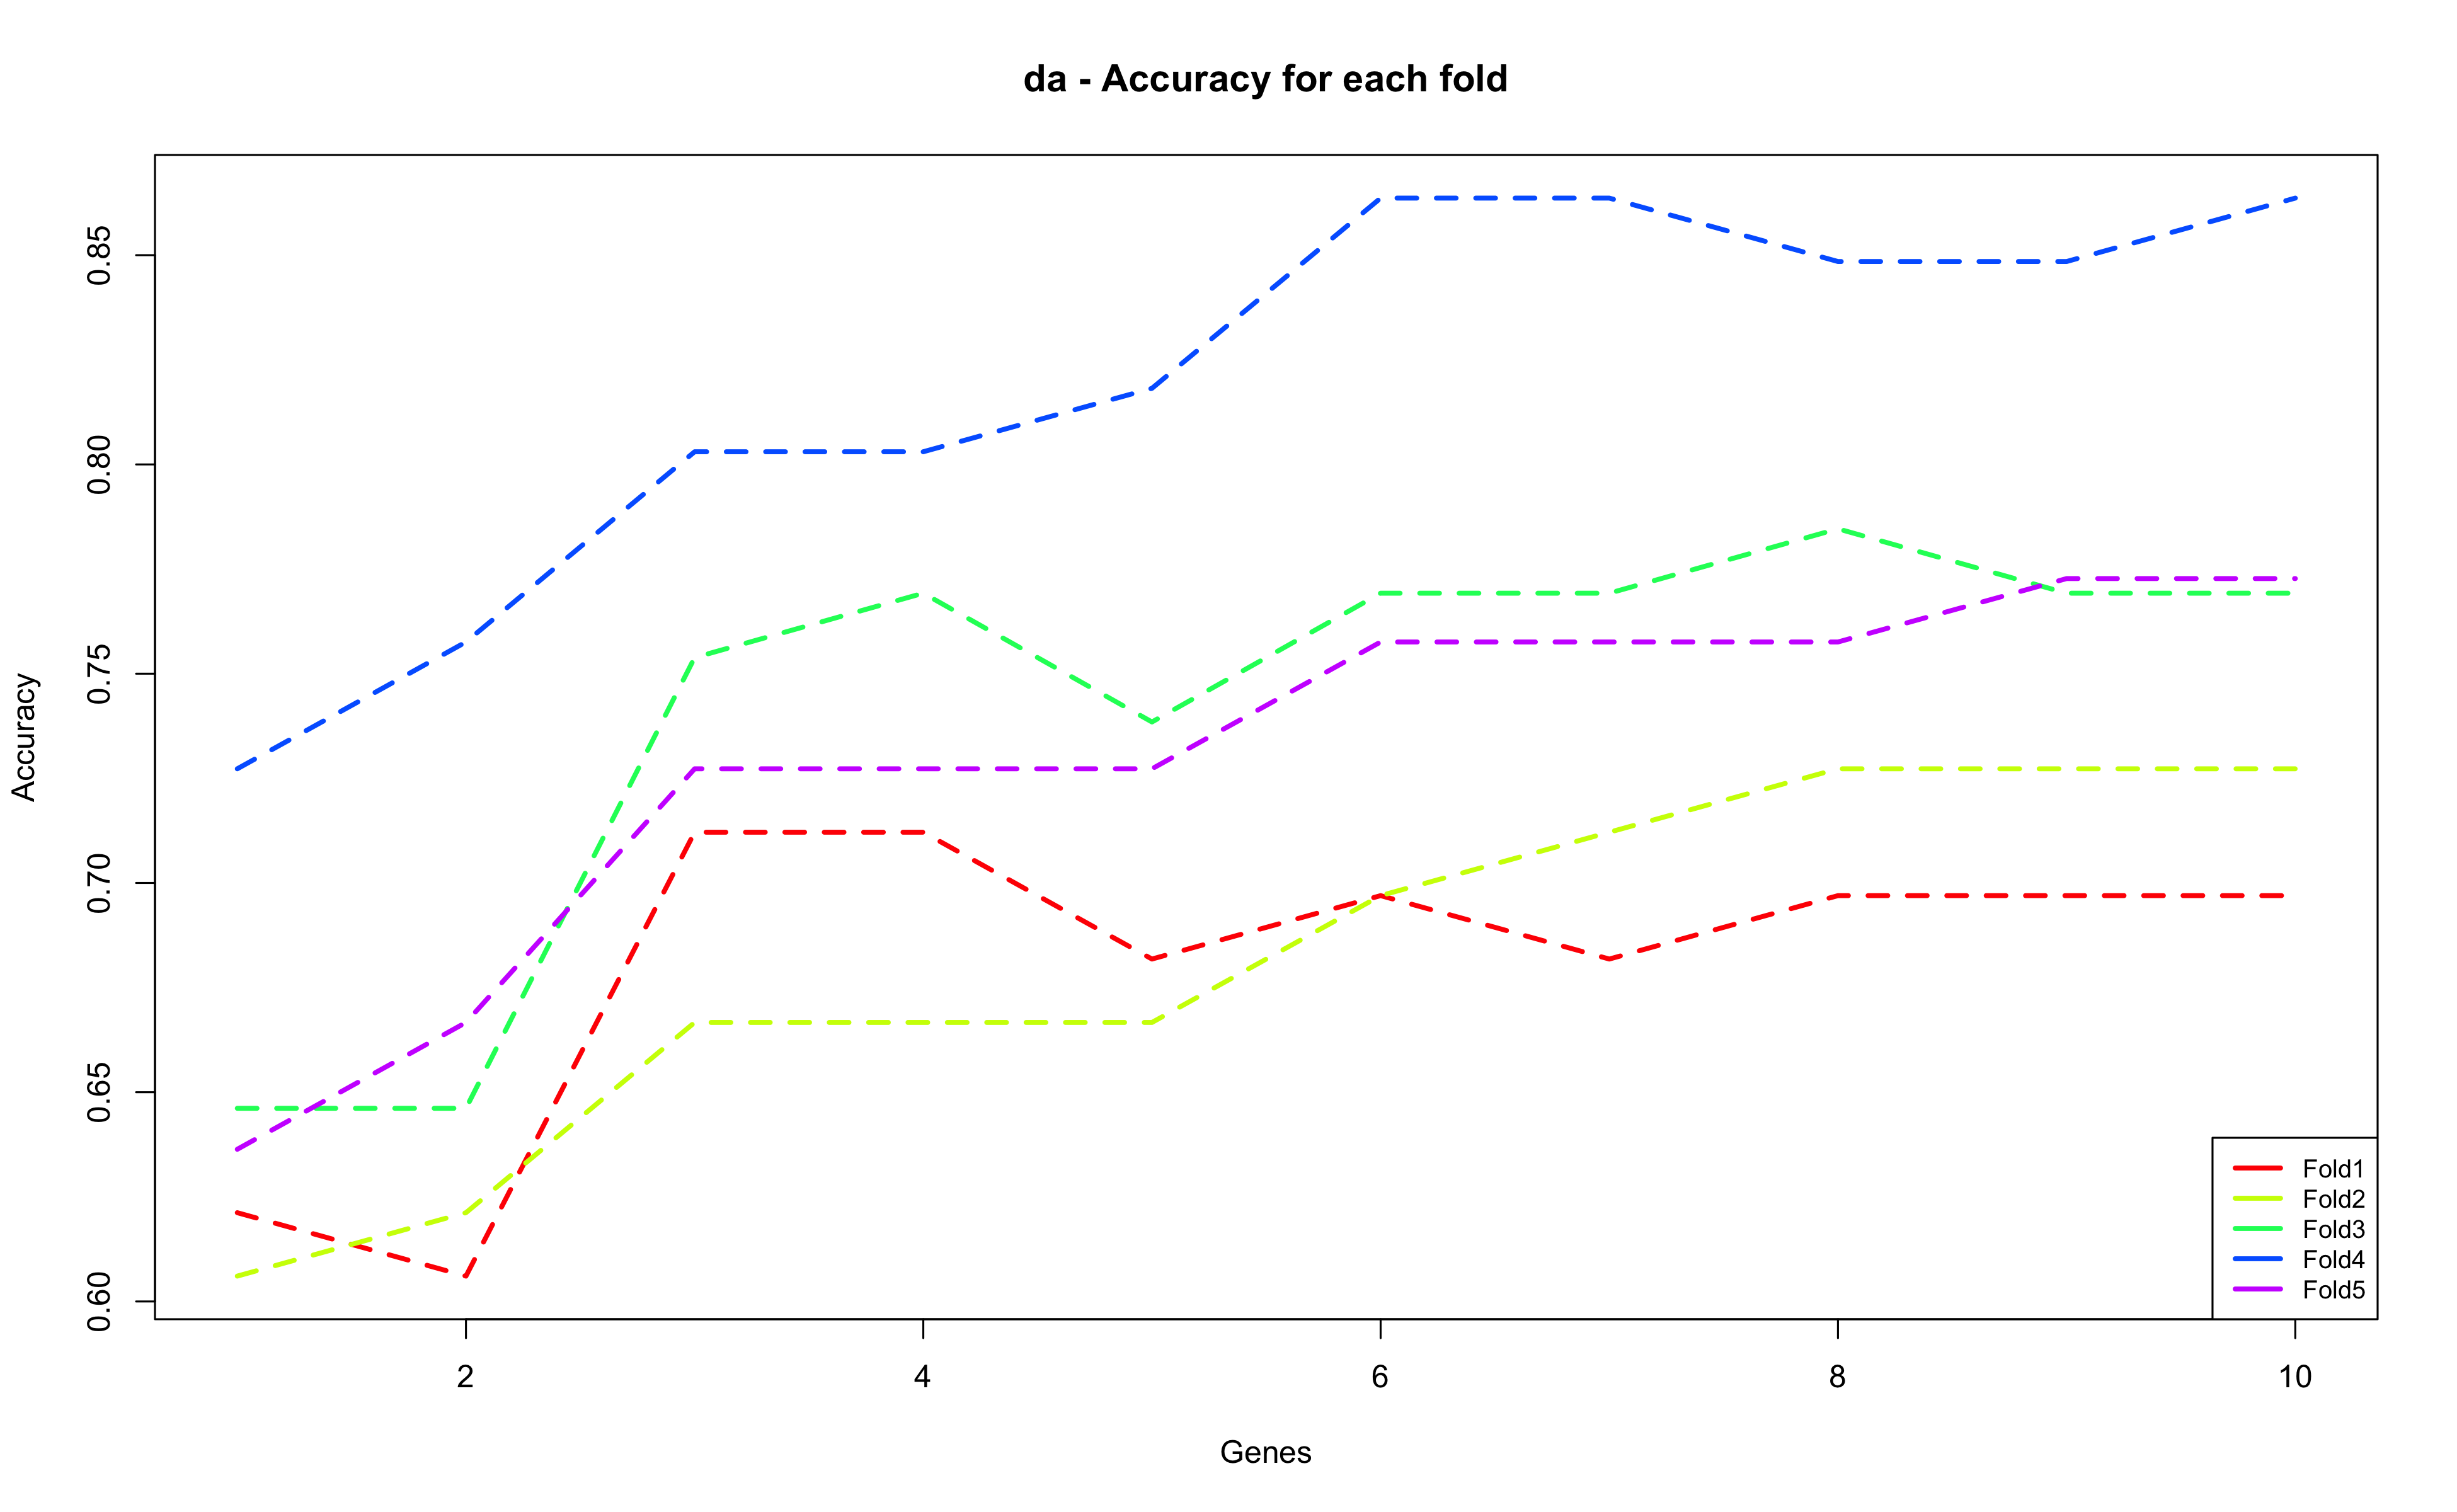 da - Accuracy for each fold
0.85
0.80
0.75
0.70
0.65
0.60
Accuracy
2 4 6 8 10
Genes
Fold1
Fold2
Fold3
Fold4
Fold5